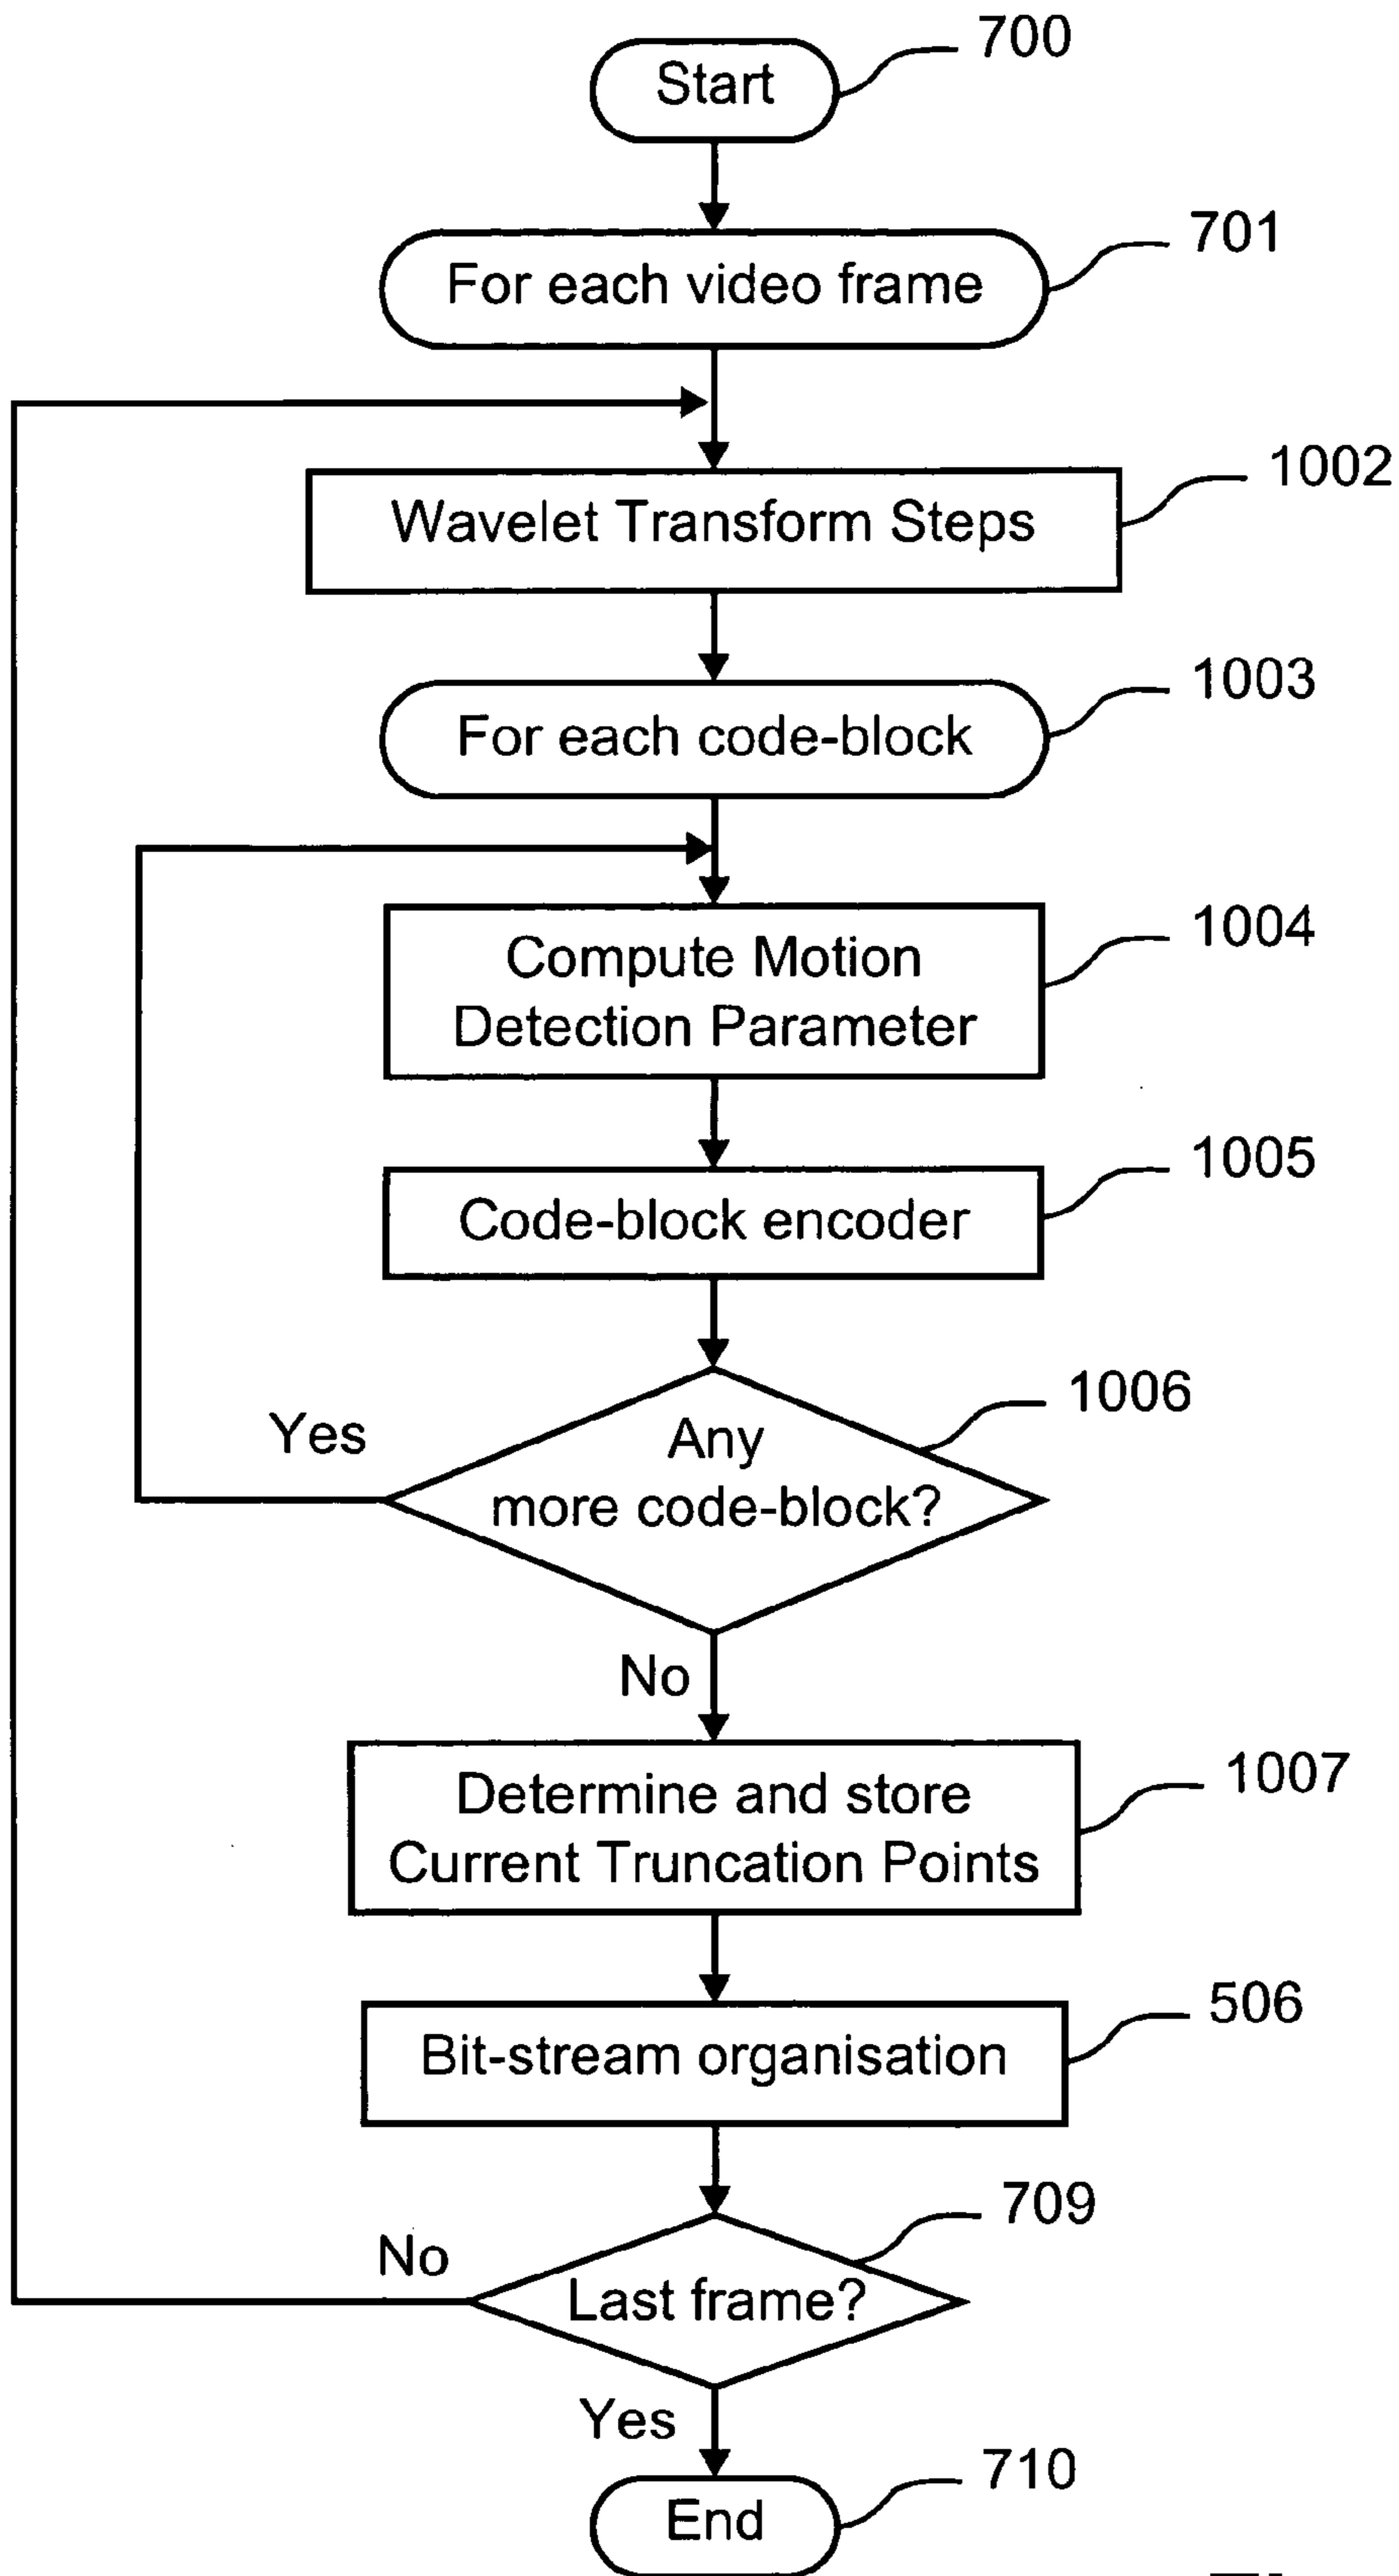 700
Start
701
For each video frame
1002
Wavelet Transform Steps
1003
For each code-block
1004
Compute Motion
Detection Parameter
1005
Code-block encoder
1006
Any
more code-block?
Yes
No
1007
Determine and store
Current Truncation Points
506
Bit-stream organisation
709
Last frame?
No
Yes
710
End